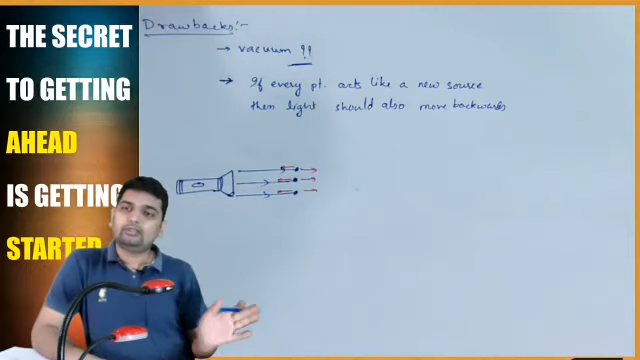 THE SECRET
TO GETTING
AHEAD
IS GETTING
STARTED
Drawbacks:-
→ vacuum ??
→ If every pt. acts like a new source
then light should also move backwards